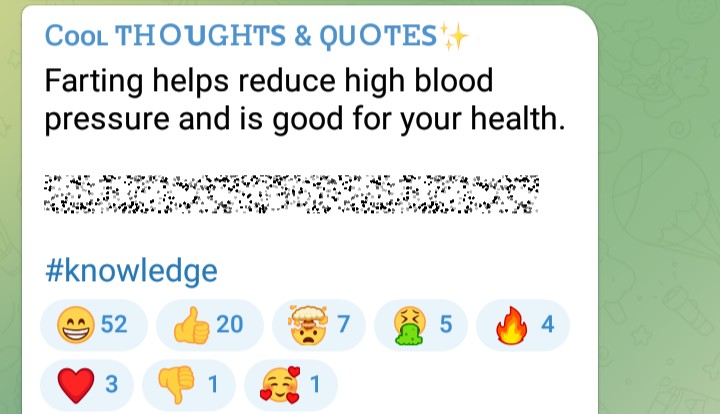 Cool THOUGHTS & QUOTES✨
Farting helps reduce high blood
pressure and is good for your health.
#knowledge
😁 52 👍 20 🤯 7 🤮 5 🔥 4
❤ 3 👎 1 🥰 1